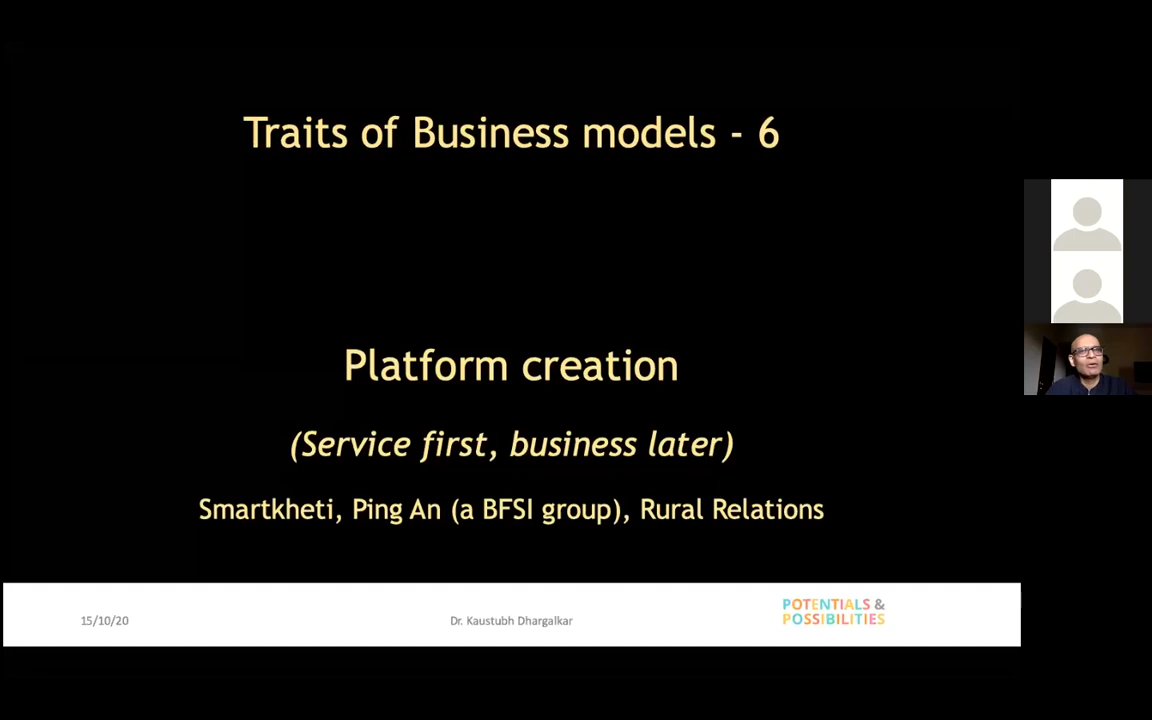 Traits of Business models - 6
Platform creation
(Service first, business later)
Smartkheti, Ping An (a BFSI group), Rural Relations
15/10/20
Dr. Kaustubh Dhargalkar
POTENTIALS &
POSSIBILITIES